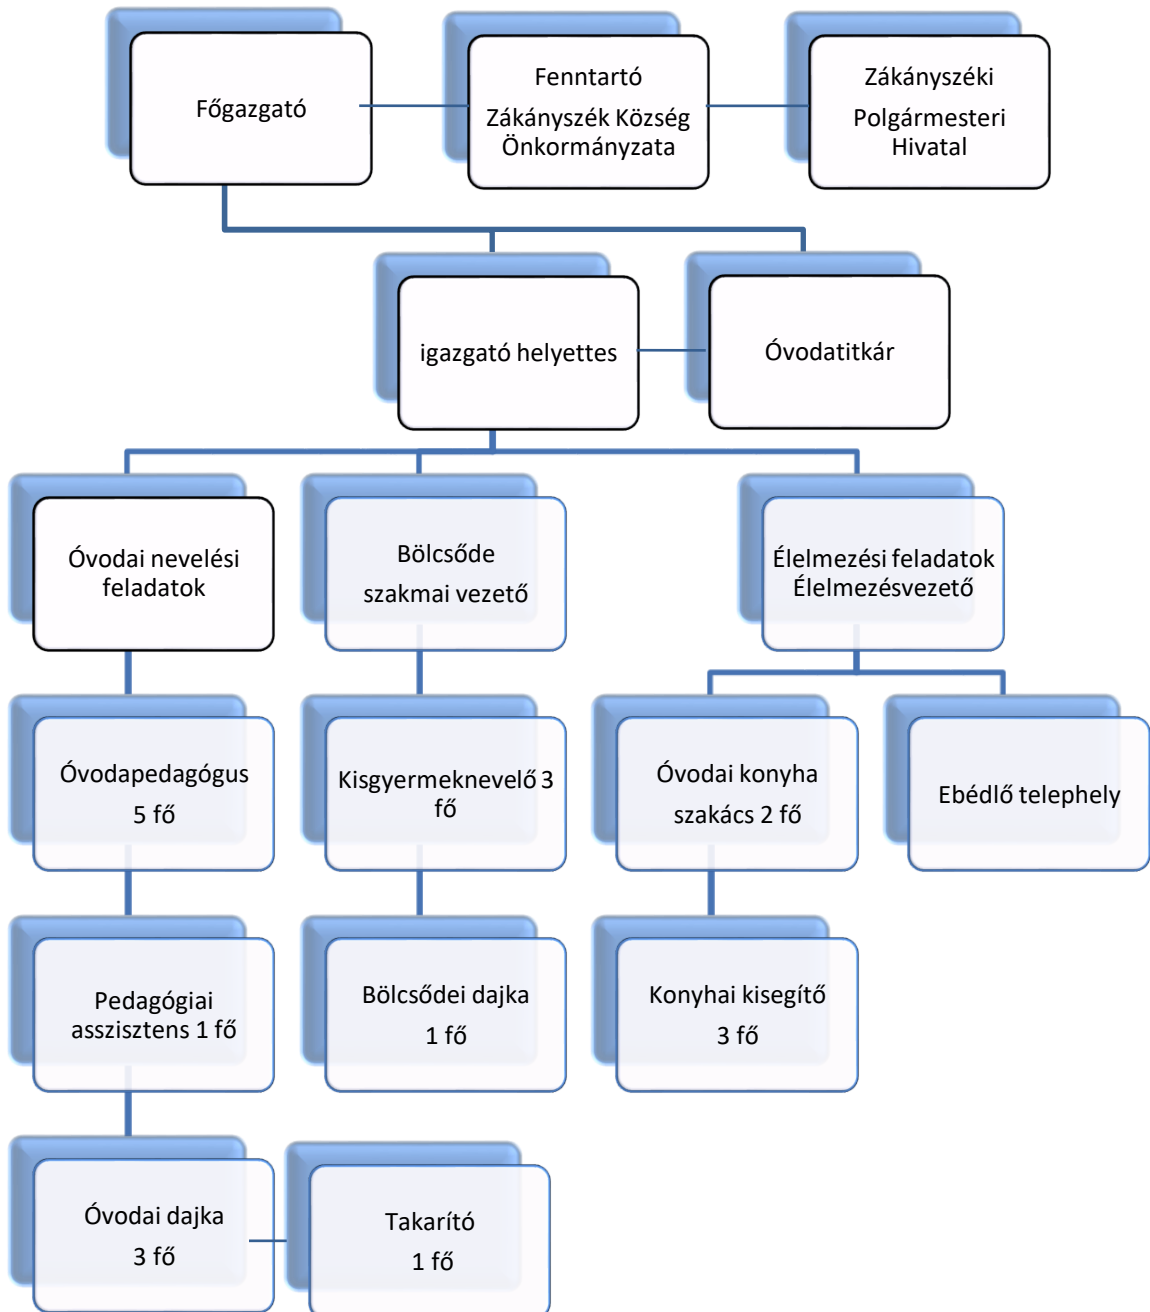 Főgazgató
Fenntartó
Zákányszék Község
Önkormányzata
Zákányszéki
Polgármesteri
Hivatal
igazgató helyettes
Óvodatitkár
Óvodai nevelési
feladatok
Bölcsőde
szakmai vezető
Élelmezési feladatok
Élelmezésvezető
Óvodapedagógus
5 fő
Kisgyermeknevelő 3
fő
Óvodai konyha
szakács 2 fő
Ebédlő telephely
Pedagógiai
asszisztens 1 fő
Bölcsődei dajka
1 fő
Konyhai kisegítő
3 fő
Óvodai dajka
3 fő
Takarító
1 fő